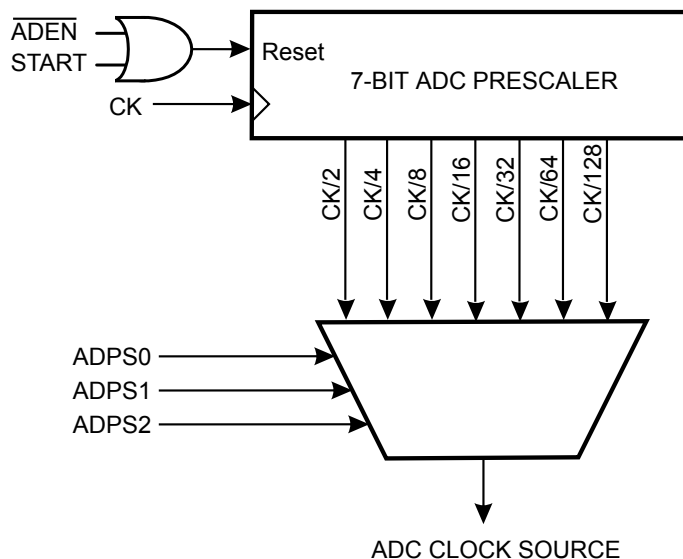 ADEN
START
Reset
7-BIT ADC PRESCALER
CK
CK/2
CK/4
CK/8
CK/16
CK/32
CK/64
CK/128
ADPS0
ADPS1
ADPS2
ADC CLOCK SOURCE